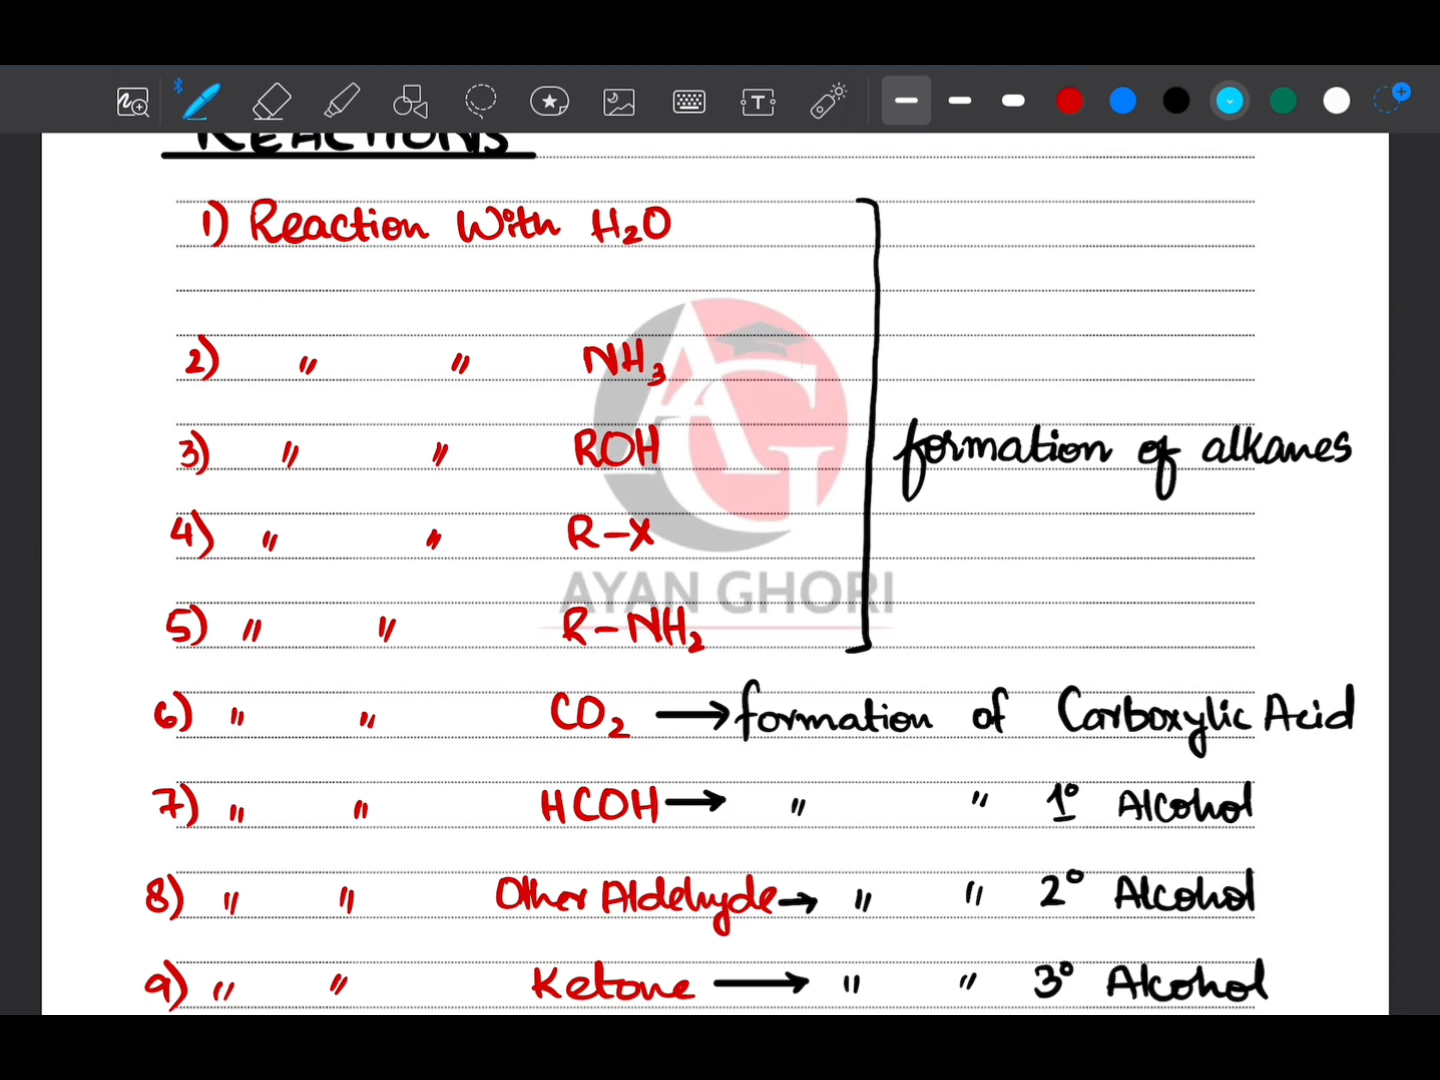 REACTIONS
1) Reaction With H2O
2) " " NH3
3) " " ROH
4) " " R-X
5) " " R-NH2
formation of alkanes
6) " " CO2 → formation of Carboxylic Acid
7) " " HCOH → " " 1° Alcohol
8) " " Other Aldehyde → " " 2° Alcohol
9) " " Ketone → " " 3° Alcohol
AG
AYAN GHORI